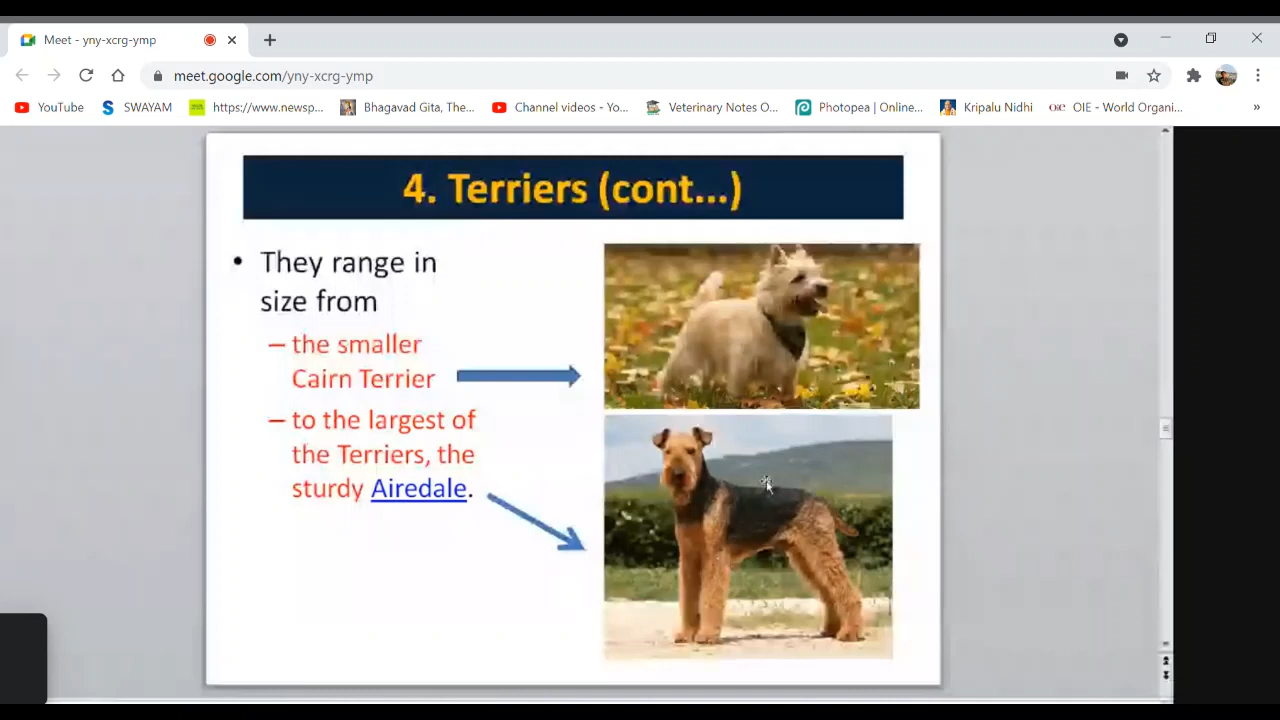 Meet - yny-xcrg-ymp
meet.google.com/yny-xcrg-ymp
YouTube
SWAYAM
https://www.newsp...
Bhagavad Gita, The...
Channel videos - Yo...
Veterinary Notes O...
Photopea | Online...
Kripalu Nidhi
OIE OIE - World Organi...
»
4. Terriers (cont...)
• They range in
size from
– the smaller
Cairn Terrier
– to the largest of
the Terriers, the
sturdy Airedale.